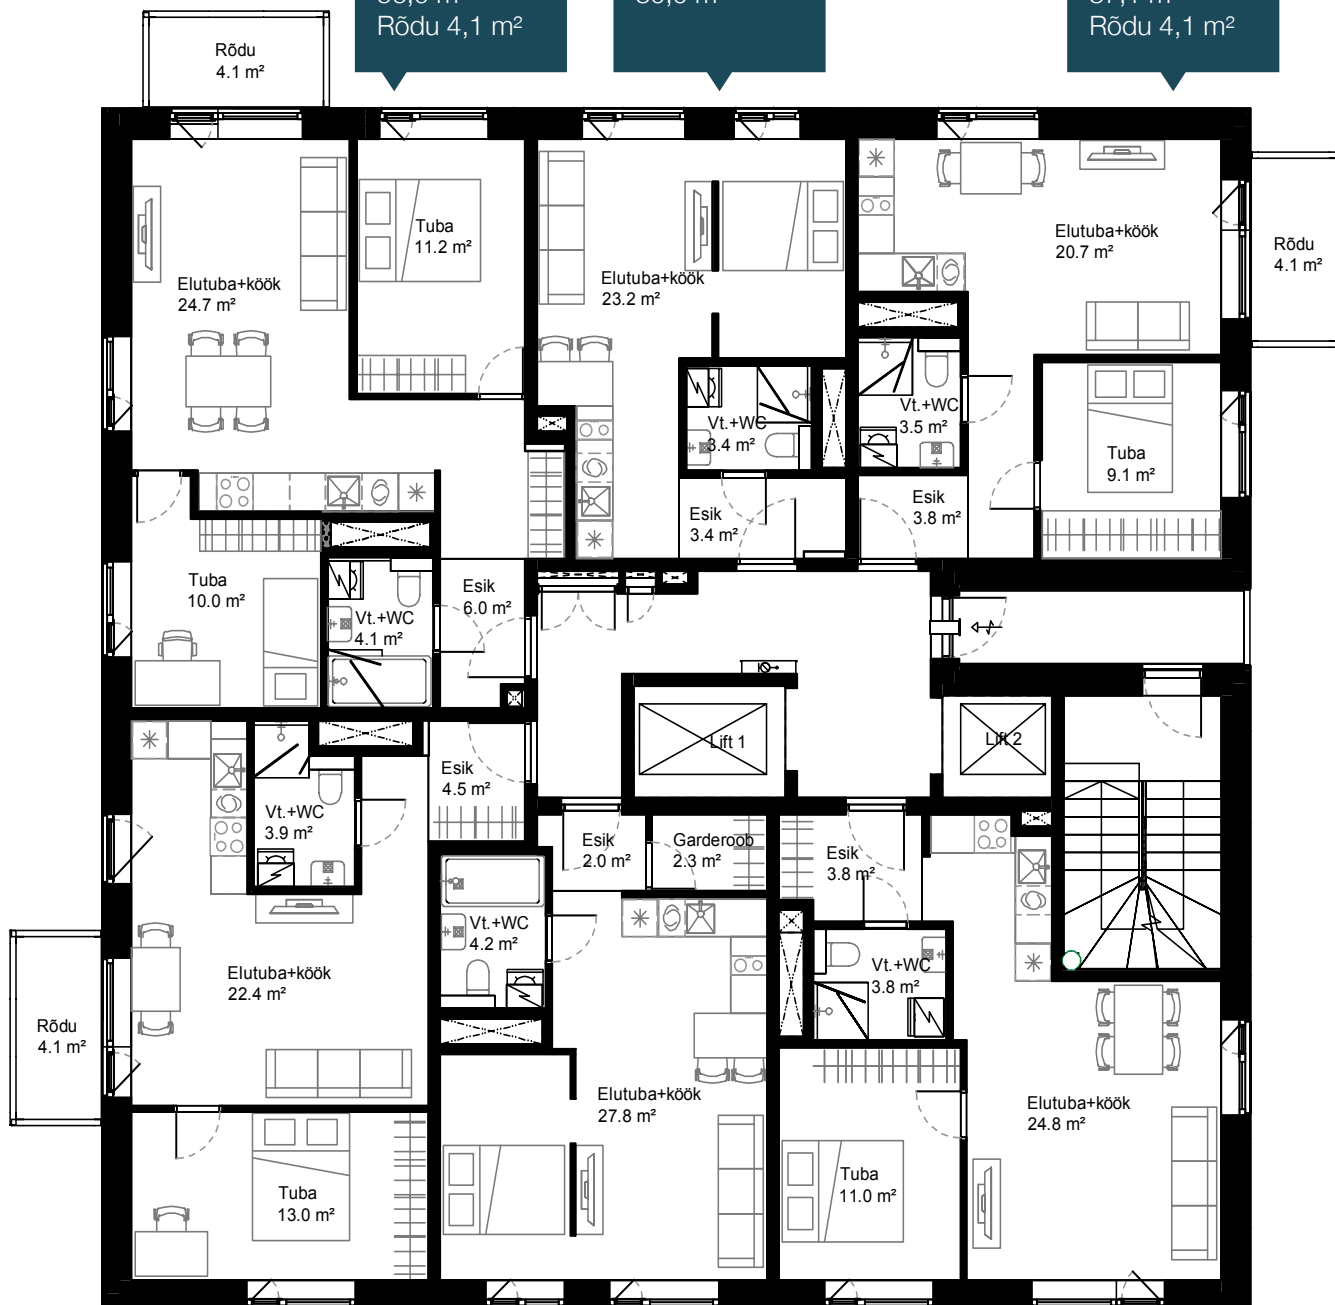 Rõdu 4,1 m²
Rõdu 4,1 m²
Rõdu
4.1 m²
Tuba
11.2 m²
Elutuba+köök
24.7 m²
Elutuba+köök
23.2 m²
Elutuba+köök
20.7 m²
Rõdu
4.1 m²
Vt.+WC
3.4 m²
Vt.+WC
3.5 m²
Tuba
9.1 m²
Esik
3.4 m²
Esik
3.8 m²
Tuba
10.0 m²
Vt.+WC
4.1 m²
Esik
6.0 m²
Lift 1
Lift 2
Esik
4.5 m²
Vt.+WC
3.9 m²
Esik
2.0 m²
Garderoob
2.3 m²
Esik
3.8 m²
Vt.+WC
4.2 m²
Vt.+WC
3.8 m²
Elutuba+köök
22.4 m²
Rõdu
4.1 m²
Elutuba+köök
27.8 m²
Elutuba+köök
24.8 m²
Tuba
13.0 m²
Tuba
11.0 m²